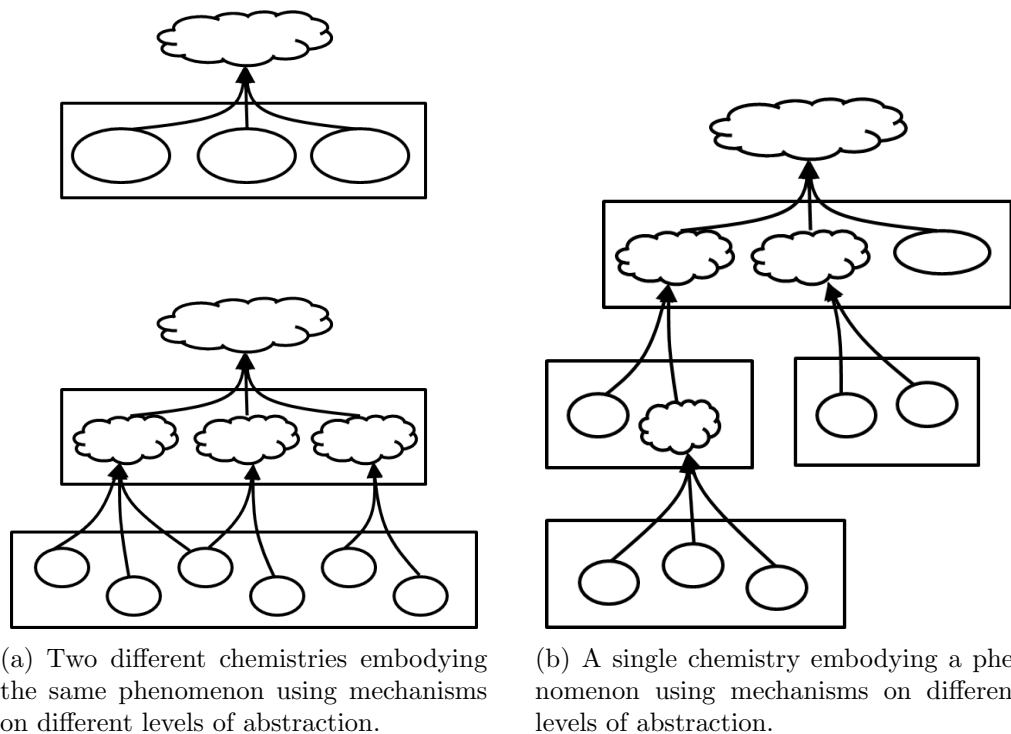 (a) Two different chemistries embodying
the same phenomenon using mechanisms
on different levels of abstraction.
(b) A single chemistry embodying a phe
nomenon using mechanisms on differen
levels of abstraction.